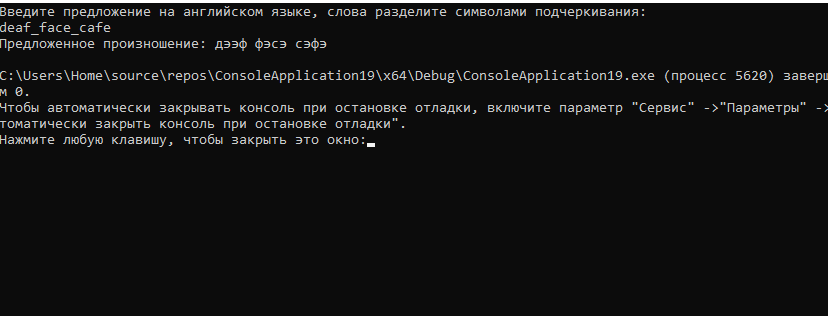 Введите предложение на английском языке, слова разделите символами подчеркивания:
deaf_face_cafe
Предложенное произношение: дээф фэсэ сэфэ
C:\Users\Home\source\repos\ConsoleApplication19\x64\Debug\ConsoleApplication19.exe (процесс 5620) заверш
м 0.
Чтобы автоматически закрывать консоль при остановке отладки, включите параметр "Сервис" ->"Параметры" ->
томатически закрыть консоль при остановке отладки".
Нажмите любую клавишу, чтобы закрыть это окно: